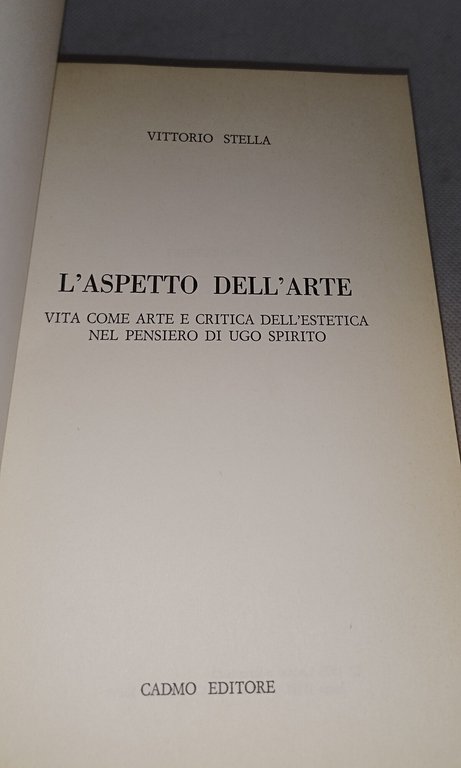 VITTORIO STELLA
L'ASPETTO DELL'ARTE
VITA COME ARTE E CRITICA DELL'ESTETICA
NEL PENSIERO DI UGO SPIRITO
CADMO EDITORE